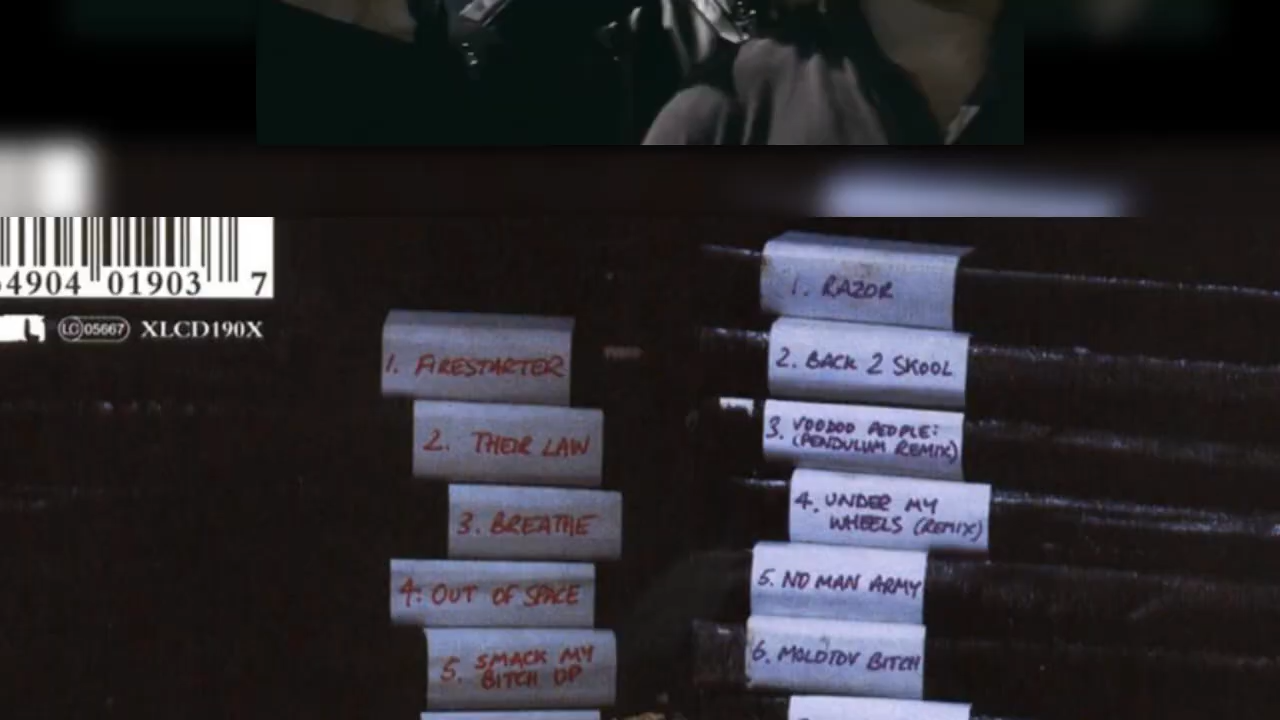 4904 01903 7
LC 05667 XLCD190X
1. FIRESTARTER
2. THEIR LAW
3. BREATHE
4. OUT OF SPACE
5. SMACK MY
BITCH UP
1. RAZOR
2. BACK 2 SKOOL
3. VOODOO PEOPLE:
(PENDULUM REMIX)
4. UNDER MY
WHEELS (REMIX)
5. NO MAN ARMY
6. MOLOTOV BITCH